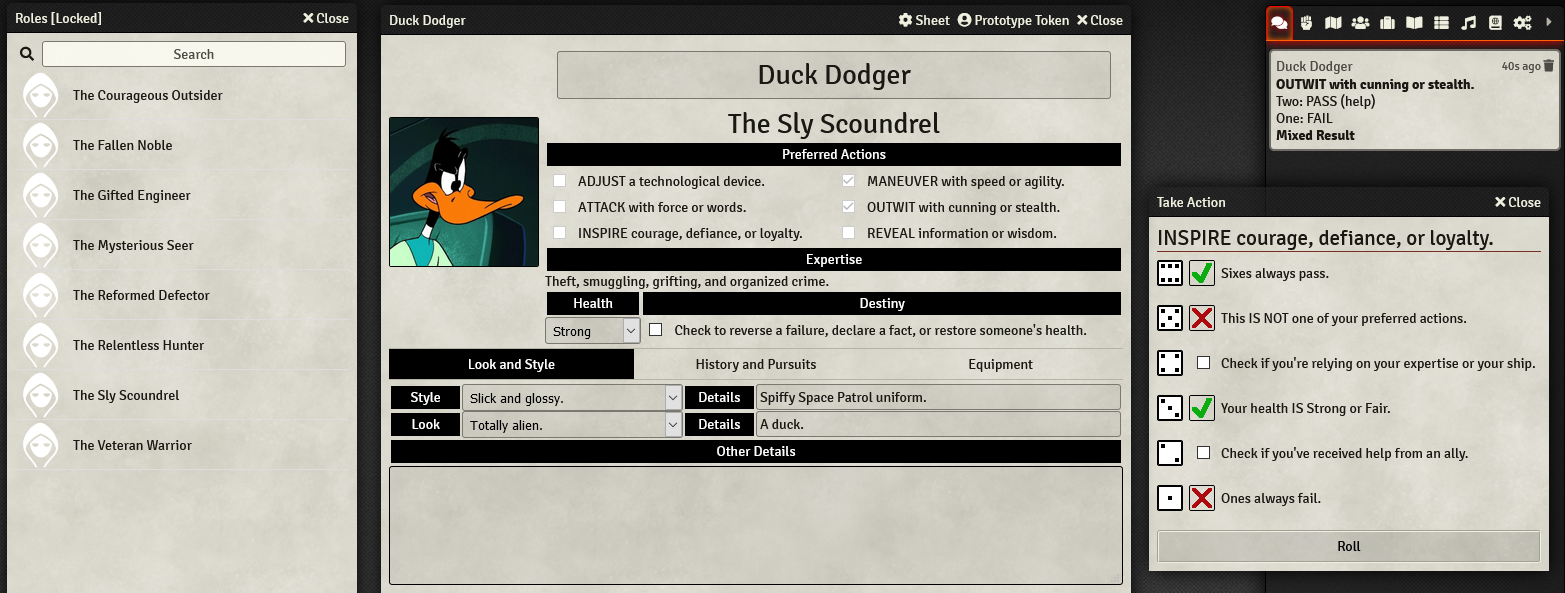 Roles [Locked]
Close
Search
The Courageous Outsider
The Fallen Noble
The Gifted Engineer
The Mysterious Seer
The Reformed Defector
The Relentless Hunter
The Sly Scoundrel
The Veteran Warrior
Duck Dodger
Sheet Prototype Token Close
Duck Dodger
The Sly Scoundrel
Preferred Actions
ADJUST a technological device.
MANEUVER with speed or agility.
ATTACK with force or words.
OUTWIT with cunning or stealth.
INSPIRE courage, defiance, or loyalty.
REVEAL information or wisdom.
Expertise
Theft, smuggling, grifting, and organized crime.
Health
Destiny
Strong
Check to reverse a failure, declare a fact, or restore someone's health.
Look and Style
History and Pursuits
Equipment
Style
Slick and glossy.
Details
Spiffy Space Patrol uniform.
Look
Totally alien.
Details
A duck.
Other Details
Duck Dodger
40s ago
OUTWIT with cunning or stealth.
Two: PASS (help)
One: FAIL
Mixed Result
Take Action
Close
INSPIRE courage, defiance, or loyalty.
Sixes always pass.
This IS NOT one of your preferred actions.
Check if you're relying on your expertise or your ship.
Your health IS Strong or Fair.
Check if you've received help from an ally.
Ones always fail.
Roll